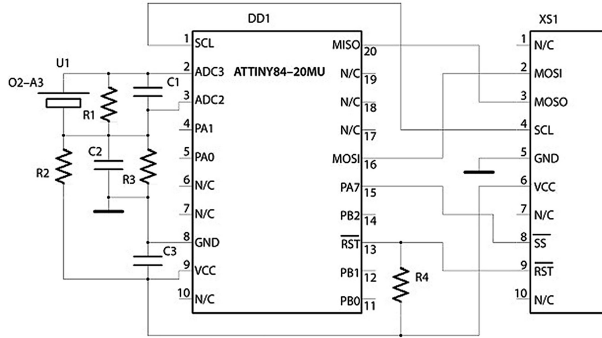 DD1
XS1
U1
O2–A3
R1
C1
C2
R2
R3
C3
ATTINY84–20MU
1 SCL
2 ADC3
3 ADC2
4 PA1
5 PA0
6 N/C
7 N/C
8 GND
9 VCC
10 N/C
MISO 20
N/C 19
N/C 18
N/C 17
MOSI 16
PA7 15
PB2 14
RST 13
PB1 12
PB0 11
R4
1 N/C
2 MOSI
3 MOSO
4 SCL
5 GND
6 VCC
7 N/C
8 SS
9 RST
10 N/C